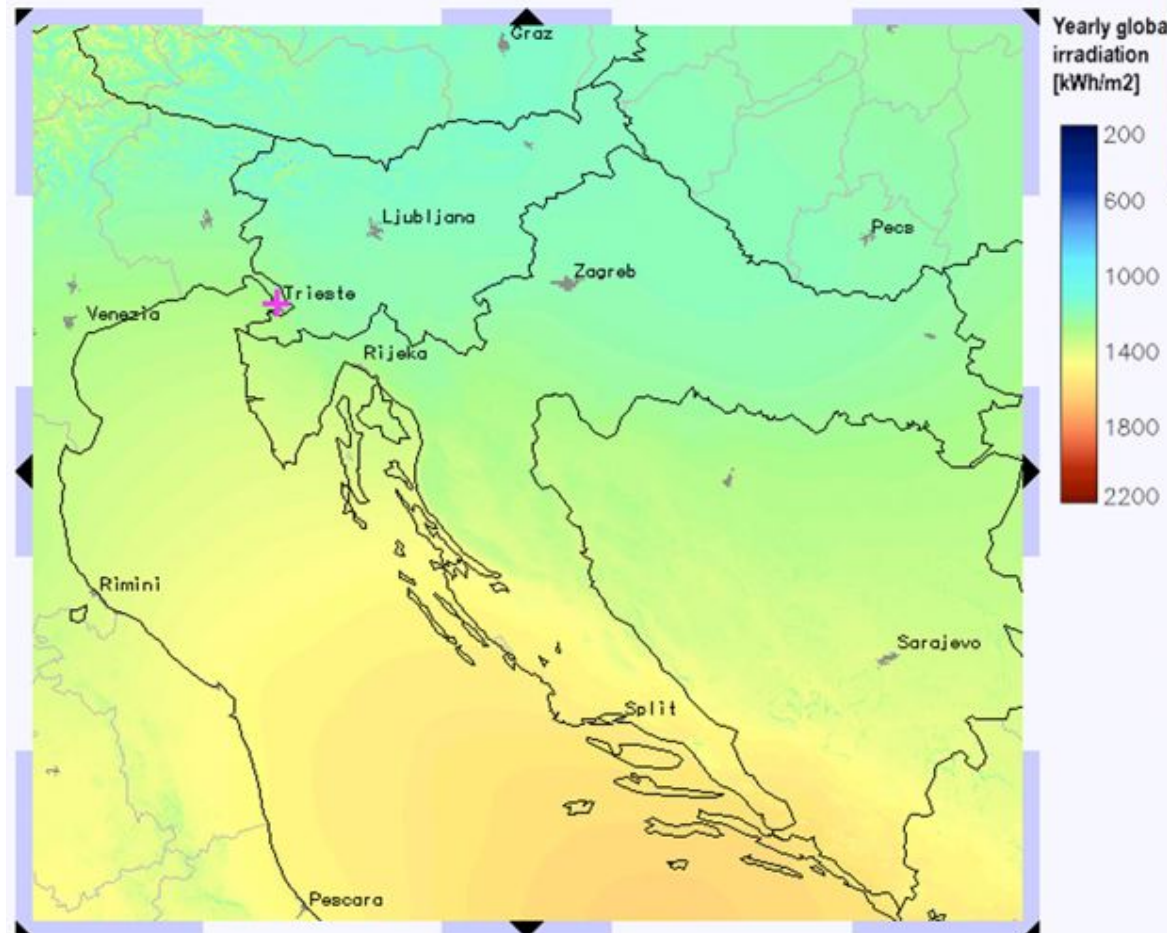 Yearly globa
irradiation
[kWh/m2]
200
600
1000
1400
1800
2200
Graz
Ljubljana
Pecs
Zagreb
Trieste
Venezia
Rijeka
Rimini
Sarajevo
Split
Pescara